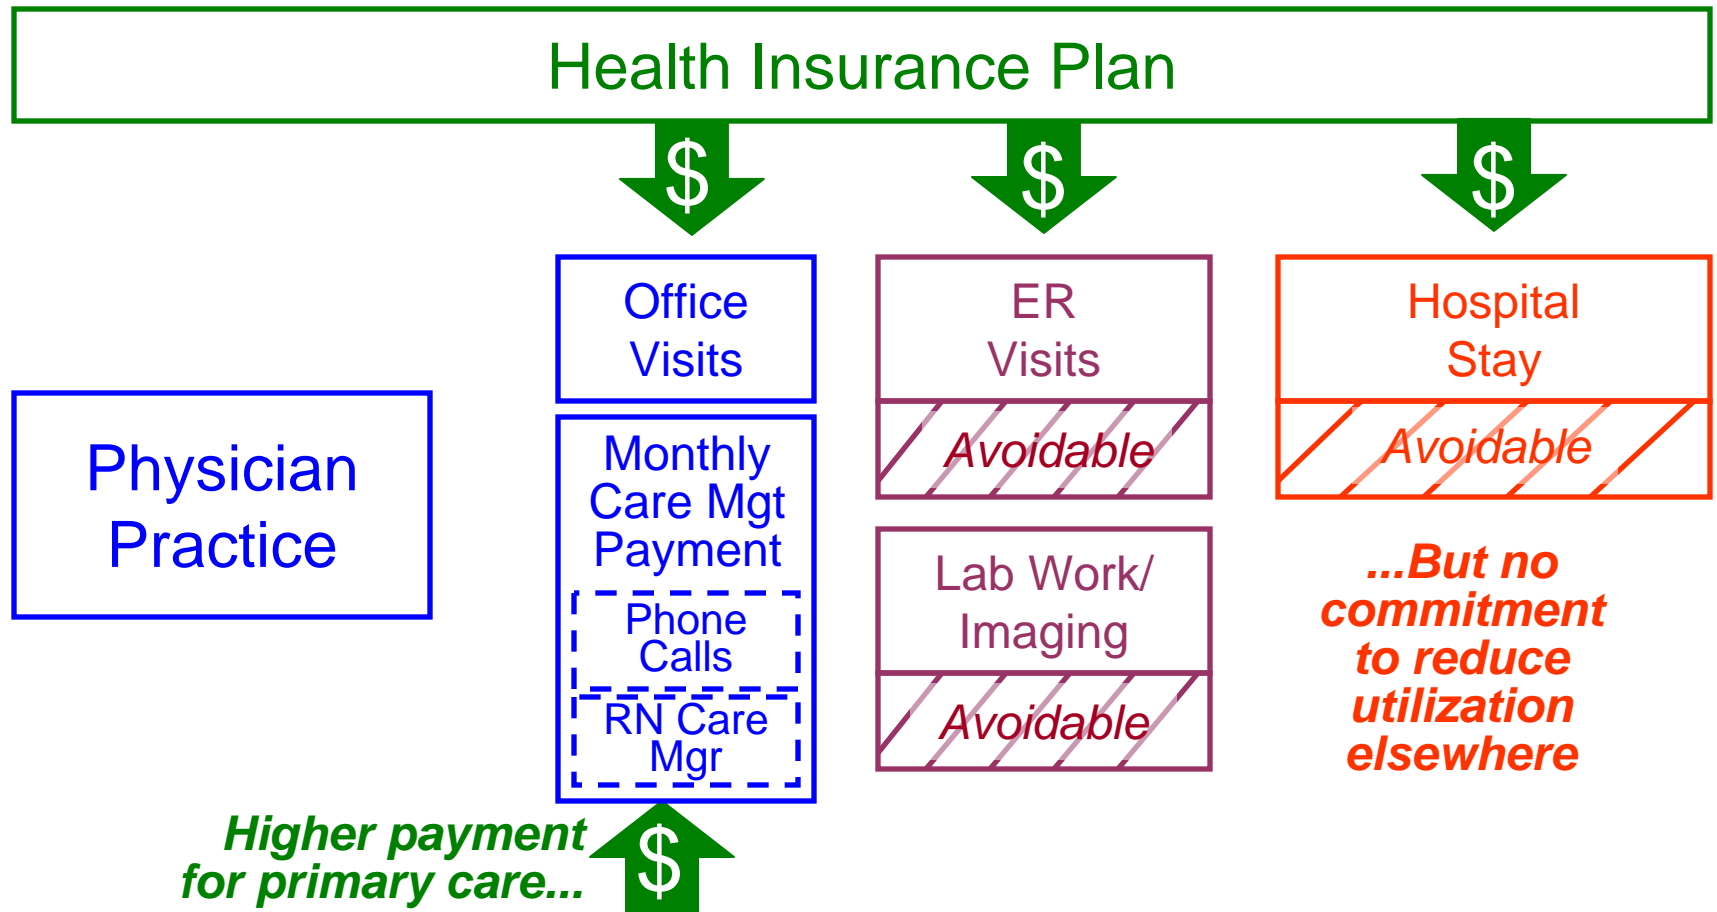 Health Insurance Plan
$
$
$
Office
Visits
ER
Visits
Hospital
Stay
Physician
Practice
Monthly
Care Mgt
Payment
Phone
Calls
RN Care
Mgr
Avoidable
Lab Work/
Imaging
Avoidable
Avoidable
...But no
commitment
to reduce
utilization
elsewhere
Higher payment
for primary care...
$